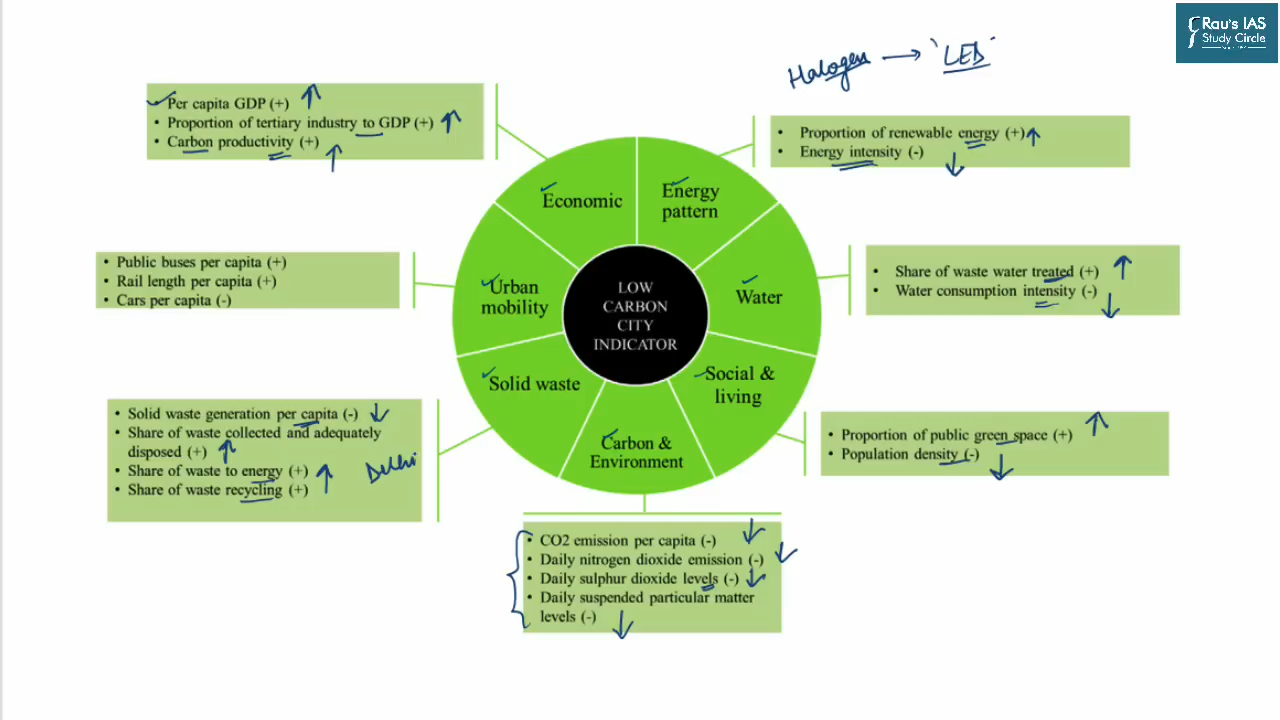 Rau's IAS
Study Circle
Halogen → 'LED'
• Per capita GDP (+) ↑
• Proportion of tertiary industry to GDP (+) ↑
• Carbon productivity (+) ↑
• Proportion of renewable energy (+) ↑
• Energy intensity (-) ↓
Economic
Energy
pattern
• Public buses per capita (+)
• Rail length per capita (+)
• Cars per capita (-)
• Share of waste water treated (+) ↑
• Water consumption intensity (-) ↓
Urban
mobility
Water
LOW
CARBON
CITY
INDICATOR
Solid waste
Social &
living
Carbon &
Environment
• Solid waste generation per capita (-) ↓
• Share of waste collected and adequately
disposed (+) ↑
• Share of waste to energy (+) ↑
• Share of waste recycling (+) ↑
Delhi
• Proportion of public green space (+) ↑
• Population density (-) ↓
• CO2 emission per capita (-) ↓
• Daily nitrogen dioxide emission (-) ↓
• Daily sulphur dioxide levels (-) ↓
• Daily suspended particular matter
levels (-) ↓